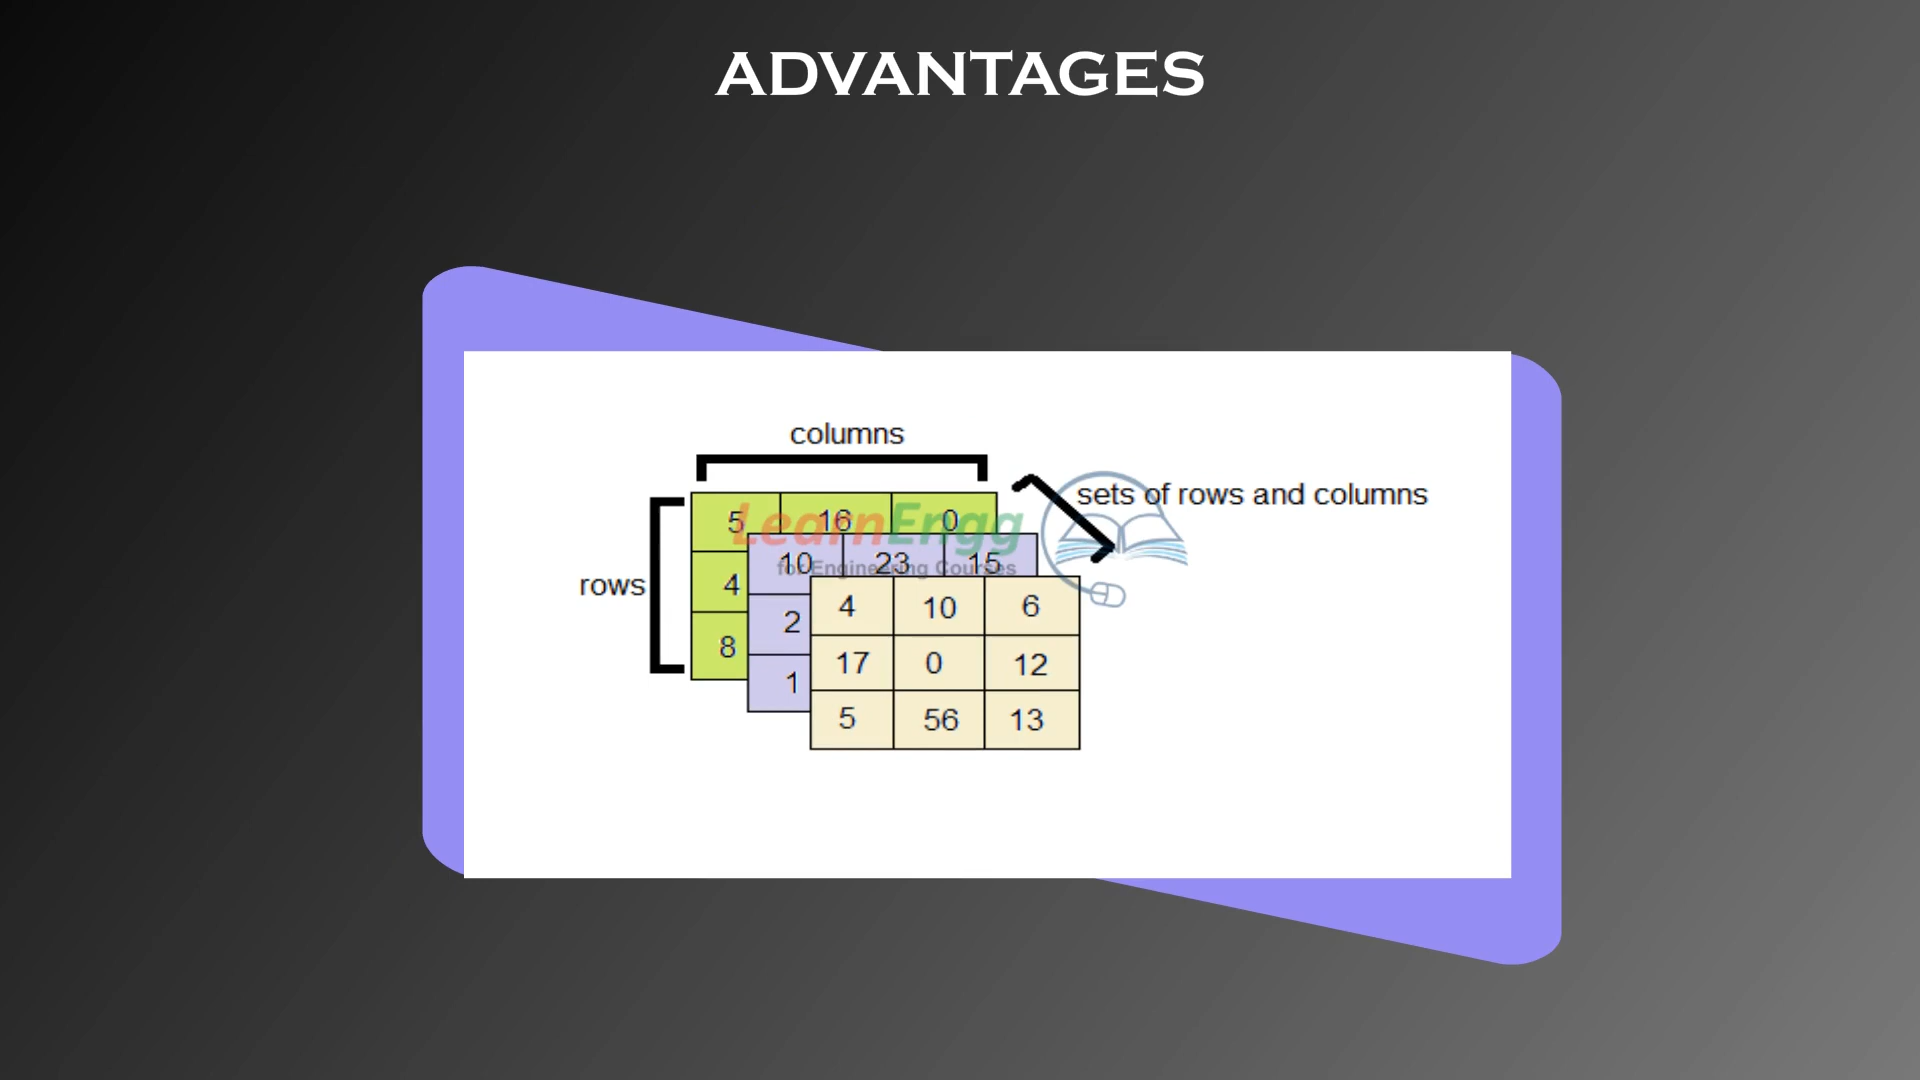 ADVANTAGES
columns
sets of rows and columns
rows
5 16 0
4
8
10 23 15
2
1
4 10 6
17 0 12
5 56 13
LearnEngg
for Engineering Courses